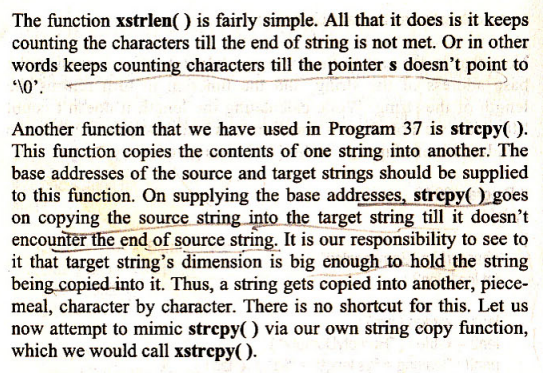 The function xstrlen( ) is fairly simple. All that it does is it keeps
counting the characters till the end of string is not met. Or in other
words keeps counting characters till the pointer s doesn't point to
'\0'.
Another function that we have used in Program 37 is strcpy( ).
This function copies the contents of one string into another. The
base addresses of the source and target strings should be supplied
to this function. On supplying the base addresses, strcpy( ) goes
on copying the source string into the target string till it doesn't
encounter the end of source string. It is our responsibility to see to
it that target string's dimension is big enough to hold the string
being copied into it. Thus, a string gets copied into another, piece-
meal, character by character. There is no shortcut for this. Let us
now attempt to mimic strcpy( ) via our own string copy function,
which we would call xstrcpy( ).